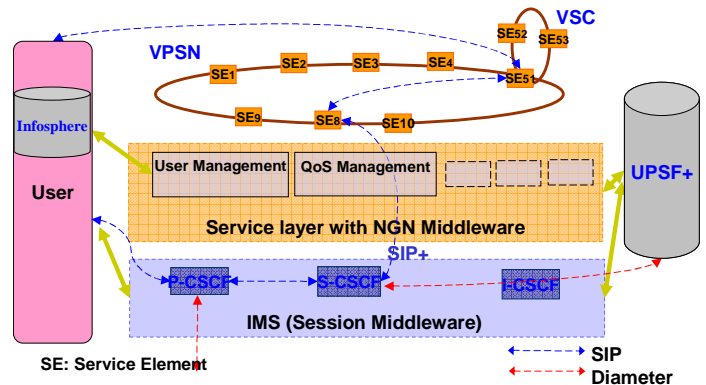 VSC
SE52
SE53
VPSN
SE1
SE2
SE3
SE4
SE51
SE9
SE8
SE10
Infosphere
User
User Management
QoS Management
UPSF+
Service layer with NGN Middleware
SIP+
P-CSCF
S-CSCF
I-CSCF
IMS (Session Middleware)
SE: Service Element
SIP
Diameter